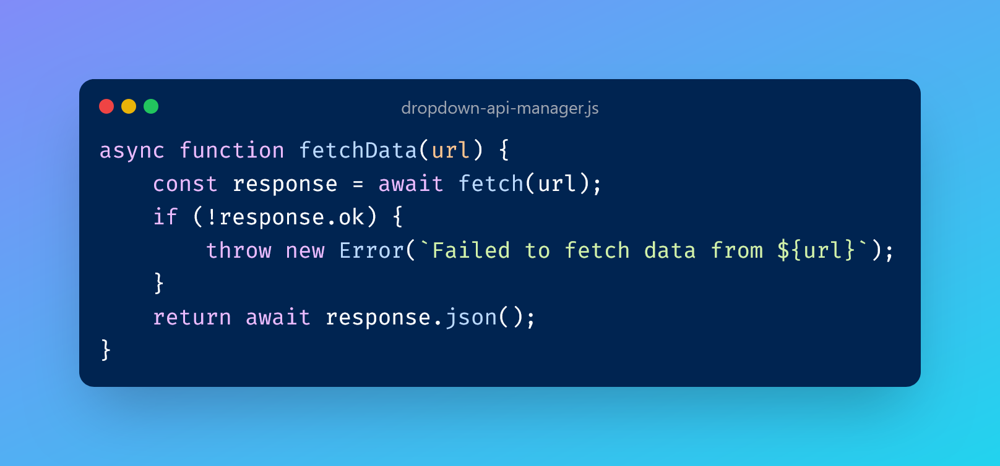 dropdown-api-manager.js
async function fetchData(url) {
    const response = await fetch(url);
    if (!response.ok) {
        throw new Error(`Failed to fetch data from ${url}`);
    }
    return await response.json();
}